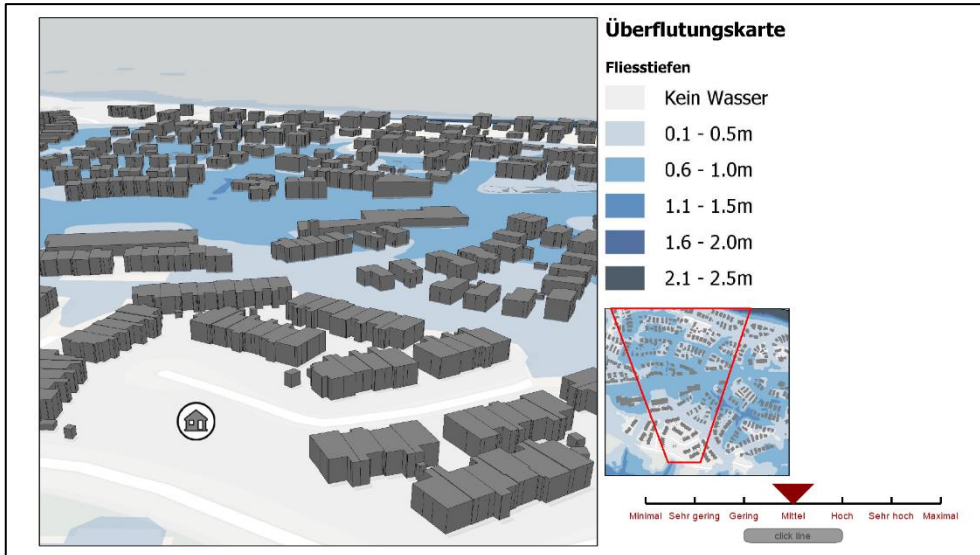 Überflutungskarte
Fliesstiefen
Kein Wasser
0.1 - 0.5m
0.6 - 1.0m
1.1 - 1.5m
1.6 - 2.0m
2.1 - 2.5m
Minimal Sehr gering Gering Mittel Hoch Sehr hoch Maximal
click line